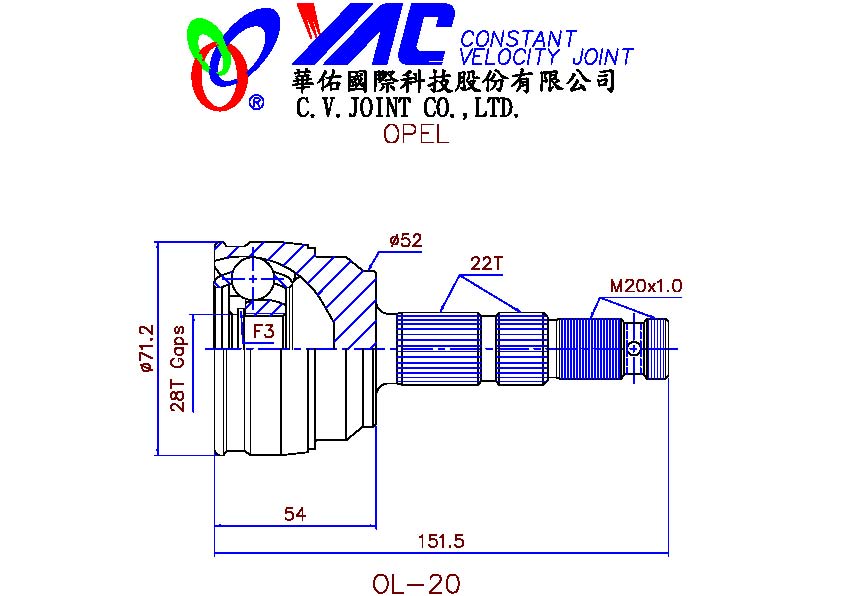 YAC CONSTANT
VELOCITY JOINT
®
華佑國際科技股份有限公司
C.V.JOINT CO.,LTD.
OPEL
ø52
22T
M20x1.0
F3
ø71.2
28T Gaps
54
151.5
OL-20